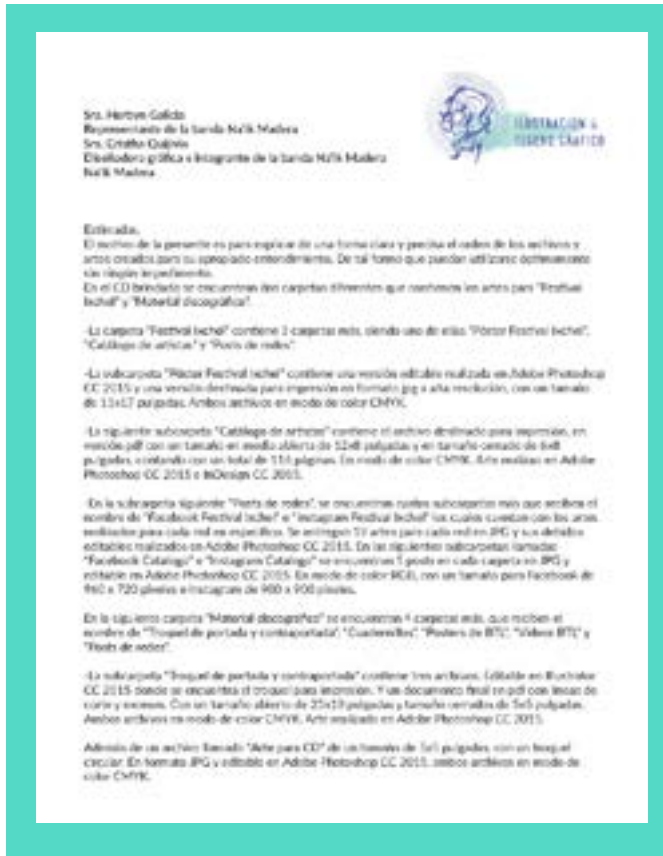 ILUSTRACIÓN &
DISEÑO GRÁFICO
Representante de la banda Na'ik Madera
Diseñadora gráfica e integrante de la banda Na'ik Madera
Na'ik Madera
El motivo de la presente es para explicar de una forma clara y precisa el orden de los archivos y
artes creados para su apropiado entendimiento. De tal forma que puedan utilizarse óptimamente
sin ningún impedimento.
En el CD brindado se encuentran dos carpetas diferentes que contienen los artes para "Festival
Ixchel" y "Material discográfico".
-La carpeta "Festival Ixchel" contiene 3 carpetas más, siendo una de ellas "Póster Festival Ixchel",
"Catálogo de artistas" y "Posts de redes".
-La subcarpeta "Póster Festival Ixchel" contiene una versión editable realizada en Adobe Photoshop
CC 2015 y una versión destinada para impresión en formato jpg a alta resolución, con un tamaño
de 11x17 pulgadas. Ambos archivos en modo de color CMYK.
-La siguiente subcarpeta "Catálogo de artistas" contiene el archivo destinado para impresión, en
versión pdf con un tamaño en media abierta de 12x8 pulgadas y en tamaño cerrado de 6x8
pulgadas, contando con un total de páginas. En modo de color CMYK. Arte realizado en Adobe
Photoshop CC 2015 e InDesign CC 2015.
-En la subcarpeta siguiente "Posts de redes", se encuentran subcarpetas más que reciben el
nombre de "Facebook Festival Ixchel" e "Instagram Festival Ixchel" los cuales cuentan con los artes
realizados para cada red en específico. Se entregan artes para cada red en JPG y sus debidos
editables realizados en Adobe Photoshop CC 2015. En las siguientes subcarpetas llamadas
"Facebook Catalogo" e "Instagram Catalogo" se encuentran 5 posts en cada carpeta en JPG y
editable en Adobe Photoshop CC 2015. En modo de color RGB, con un tamaño para Facebook de
960 x 720 píxeles e Instagram de 900 x 900 píxeles.
En la siguiente carpeta "Material discográfico" se encuentran 4 carpetas más, que reciben el
nombre de "Troquel de portada y contraportada", "Cuadernillos", "Posters de BTL", "Videos BTL" y
"Posts de redes".
-La subcarpeta "Troquel de portada y contraportada" contiene tres archivos. Editable en Illustrator
CC 2015 donde se encuentra el troquel para impresión. Y un documento final en pdf con líneas de
corte y excesos. Con un tamaño abierto de pulgadas y tamaño cerrados de 5x5 pulgadas.
Ambos archivos en modo de color CMYK. Arte realizado en Adobe Photoshop CC 2015.
Además de un archivo llamado "Arte para CD" de un tamaño de 5x5 pulgadas, con un troquel
circular. En formato JPG y editable en Adobe Photoshop CC 2015, ambos archivos en modo de
color CMYK.